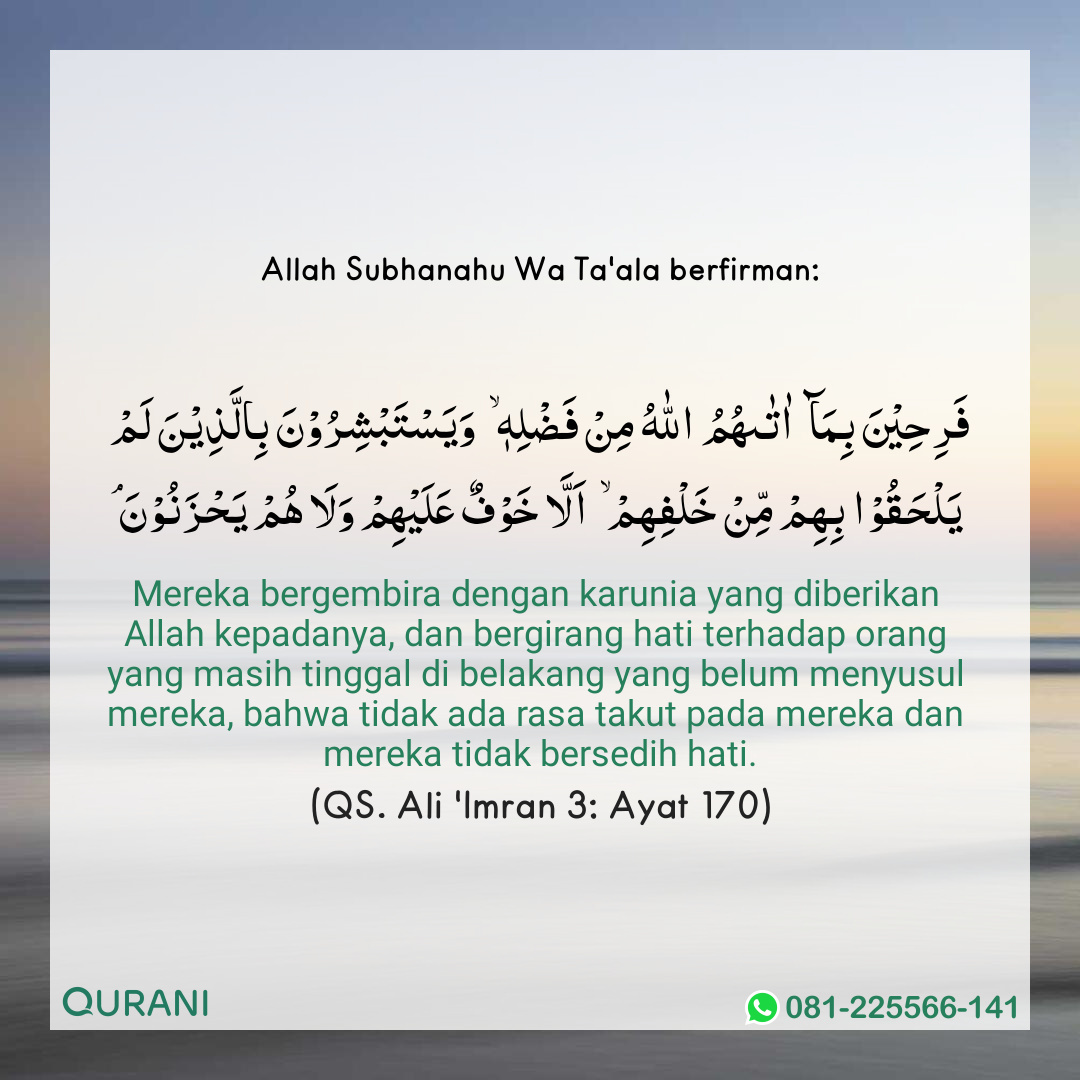 Allah Subhanahu Wa Ta'ala berfirman:
فَرِحِيْنَ بِمَاۤ اٰتٰٮهُمُ اللّٰهُ مِنْ فَضْلِهٖ ۙ وَيَسْتَبْشِرُوْنَ بِالَّذِيْنَ لَمْ
يَلْحَقُوْا بِهِمْ مِّنْ خَلْفِهِمْ ۙ اَلَّا خَوْفٌ عَلَيْهِمْ وَلَا هُمْ يَحْزَنُوْنَ ۘ
Mereka bergembira dengan karunia yang diberikan
Allah kepadanya, dan bergirang hati terhadap orang
yang masih tinggal di belakang yang belum menyusul
mereka, bahwa tidak ada rasa takut pada mereka dan
mereka tidak bersedih hati.
(QS. Ali 'Imran 3: Ayat 170)
QURANI
081-225566-141